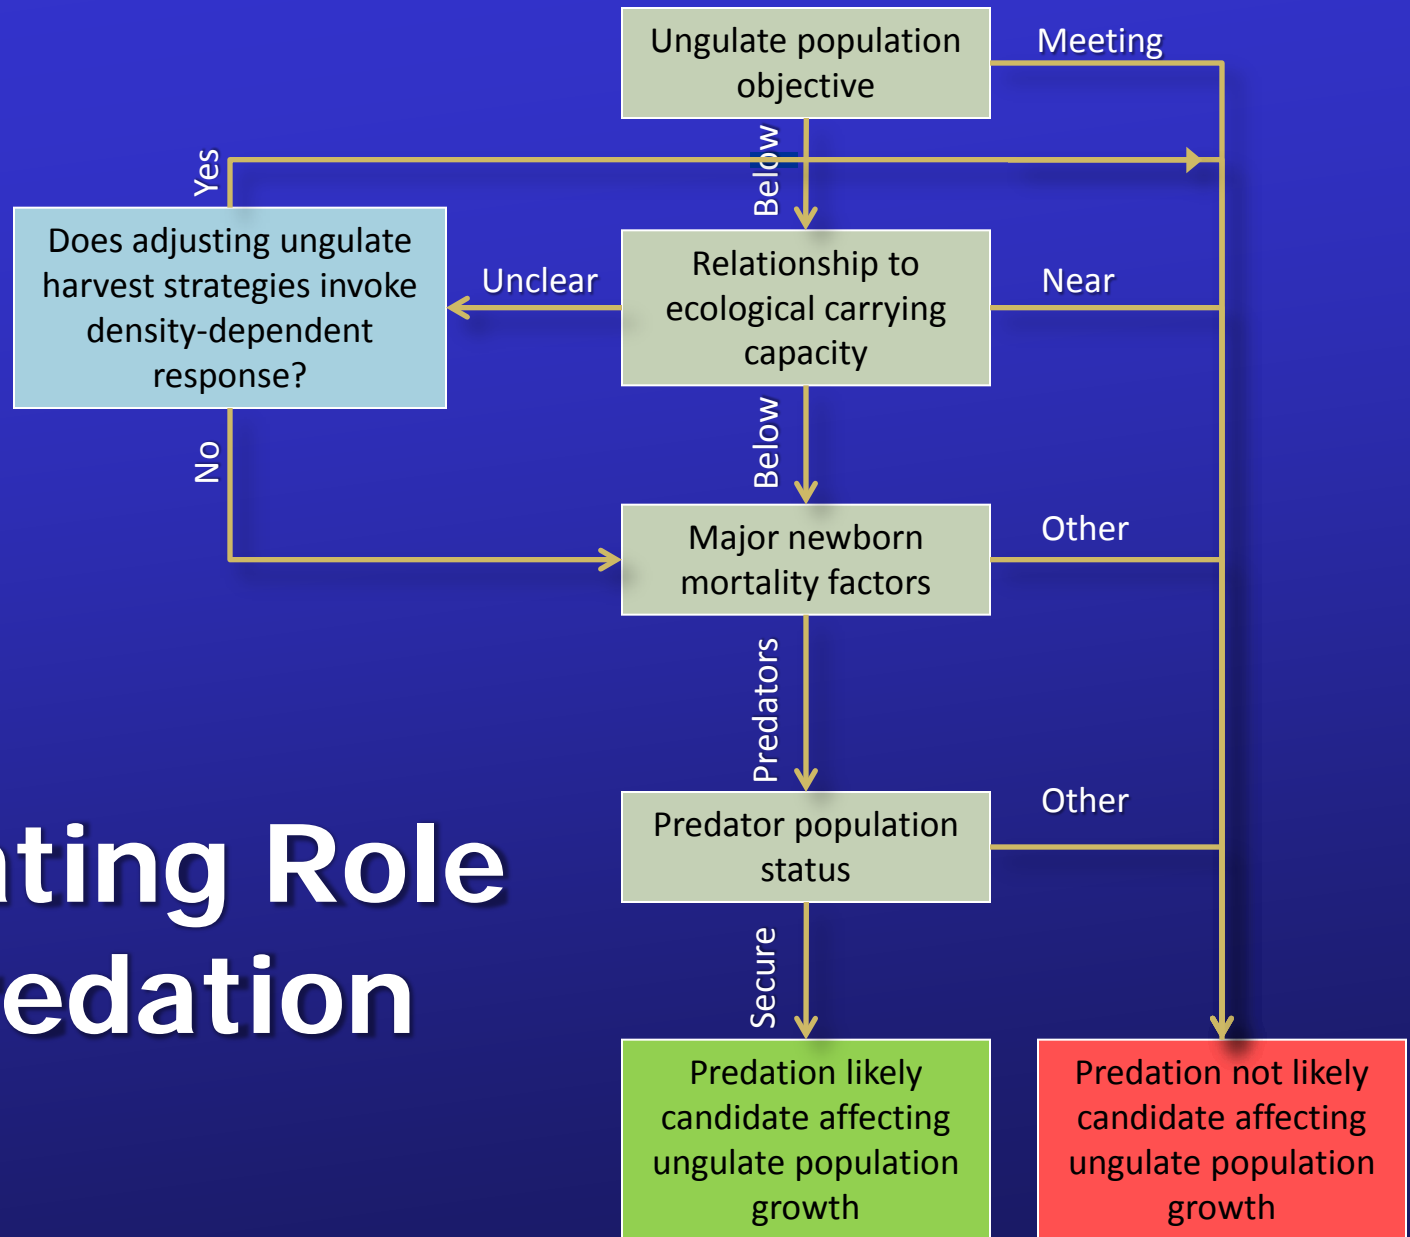 Ungulate population
objective
Meeting
Below
Yes
Does adjusting ungulate
harvest strategies invoke
density-dependent
response?
Unclear
Relationship to
ecological carrying
capacity
Near
No
Below
Major newborn
mortality factors
Other
Predators
Predator population
status
Other
ating Role
redation
Secure
Predation likely
candidate affecting
ungulate population
growth
Predation not likely
candidate affecting
ungulate population
growth